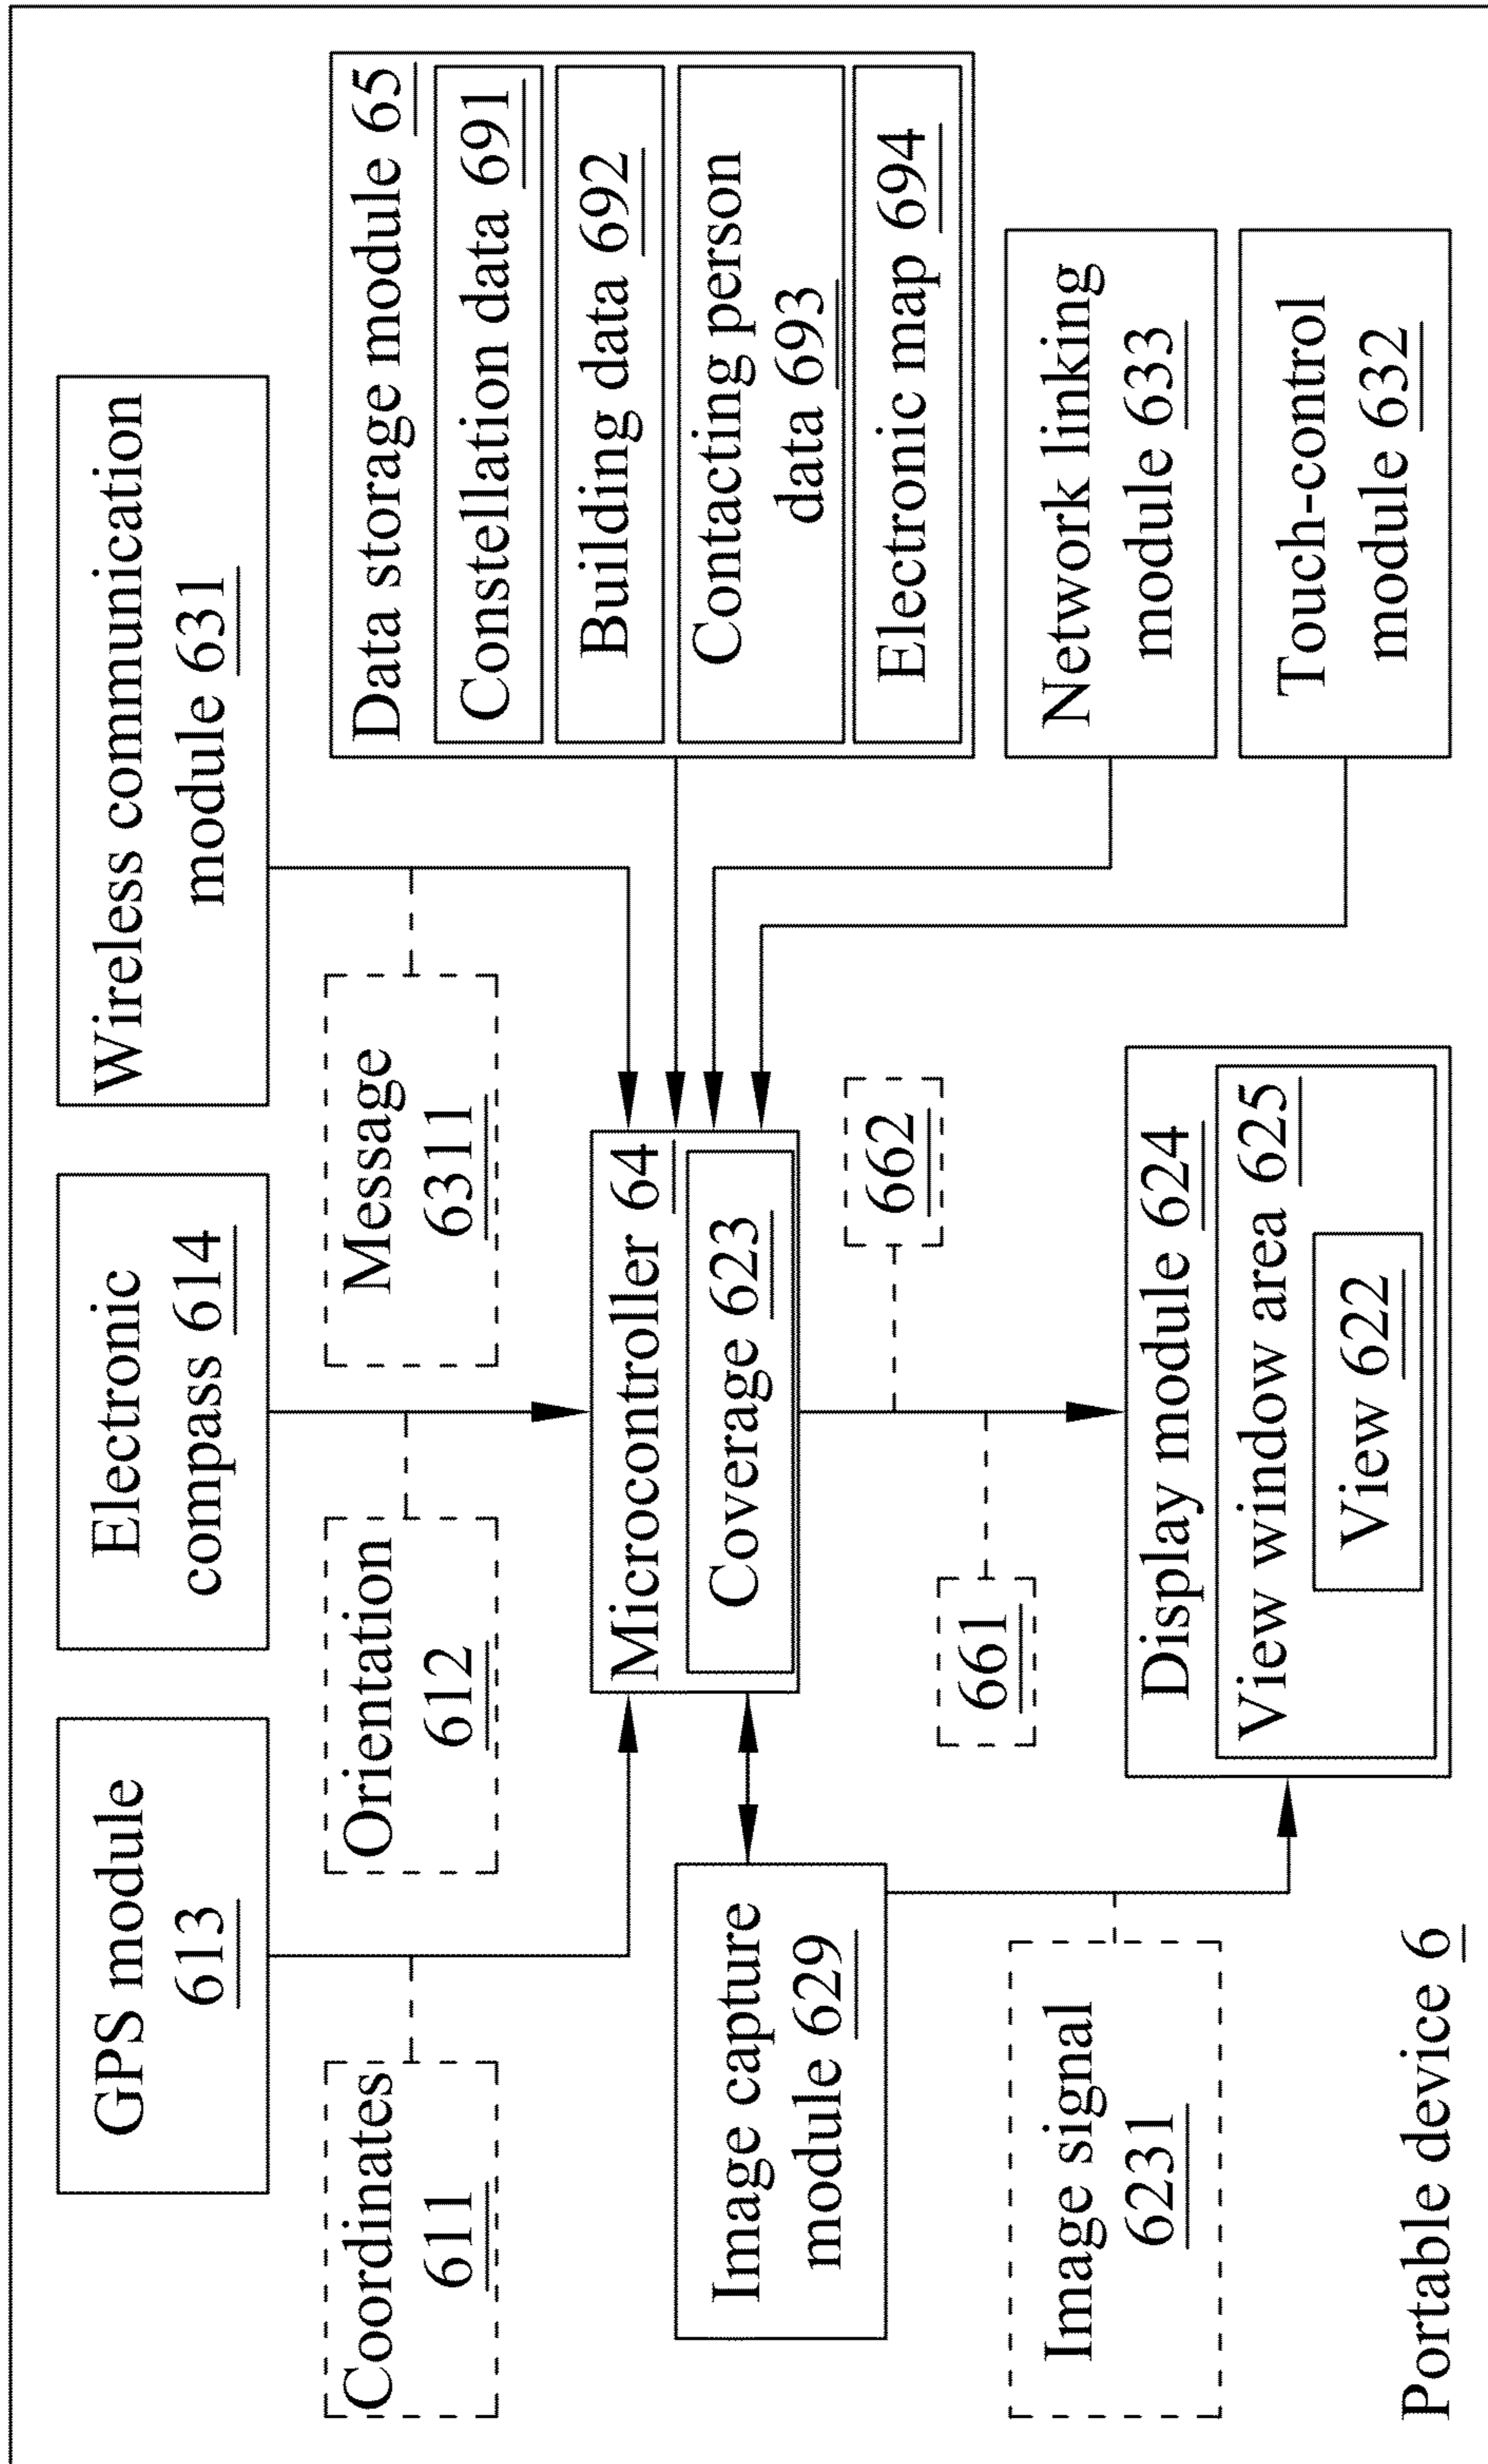 GPS module
613
Electronic
compass 614
Wireless communication
module 631
Coordinates
611
Orientation
612
Message
6311
Data storage module 65
Constellation data 691
Building data 692
Contacting person
data 693
Electronic map 694
Microcontroller 64
Coverage 623
Image capture
module 629
662
661
Network linking
module 633
Image signal
6231
Display module 624
View window area 625
View 622
Touch-control
module 632
Portable device 6